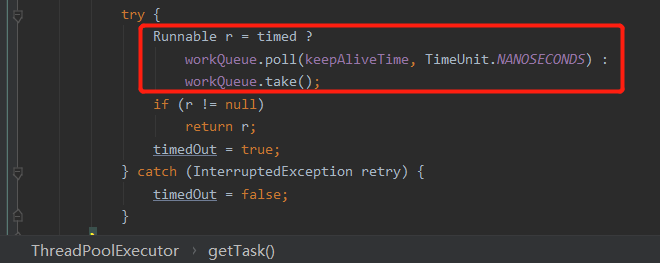 try {
Runnable r = timed ?
workQueue.poll(keepAliveTime, TimeUnit.NANOSECONDS) :
workQueue.take();
if (r != null)
return r;
timedOut = true;
} catch (InterruptedException retry) {
timedOut = false;
}
ThreadPoolExecutor › getTask()